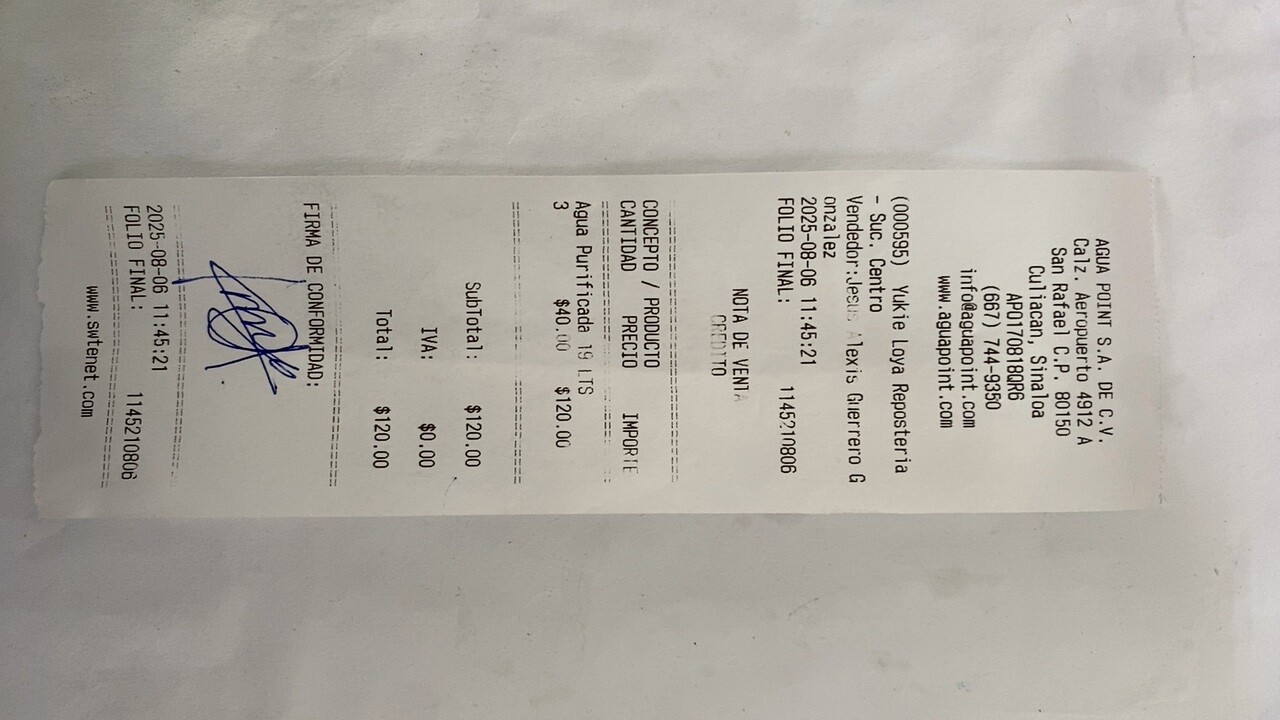 AGUA POINT S.A. DE C.V.
Calz. Aeropuerto 4912 A
San Rafael C.P. 80150
Culiacan, Sinaloa
APO170818QR6
(667) 744-9350
info@aguapoint.com
www.aguapoint.com
(000595) Yukie Loya Reposteria
- Suc. Centro
Vendedor:Jesus Alexis Guerrero G
onzalez
2025-08-06 11:45:21
FOLIO FINAL: 1145210806
NOTA DE VENTA
CREDITO
CONCEPTO / PRODUCTO
CANTIDAD PRECIO IMPORTE
Agua Purificada 19 LTS
3 $40.00 $120.00
SubTotal: $120.00
IVA: $0.00
Total: $120.00
FIRMA DE CONFORMIDAD:
2025-08-06 11:45:21
FOLIO FINAL: 1145210806
www.swtenet.com